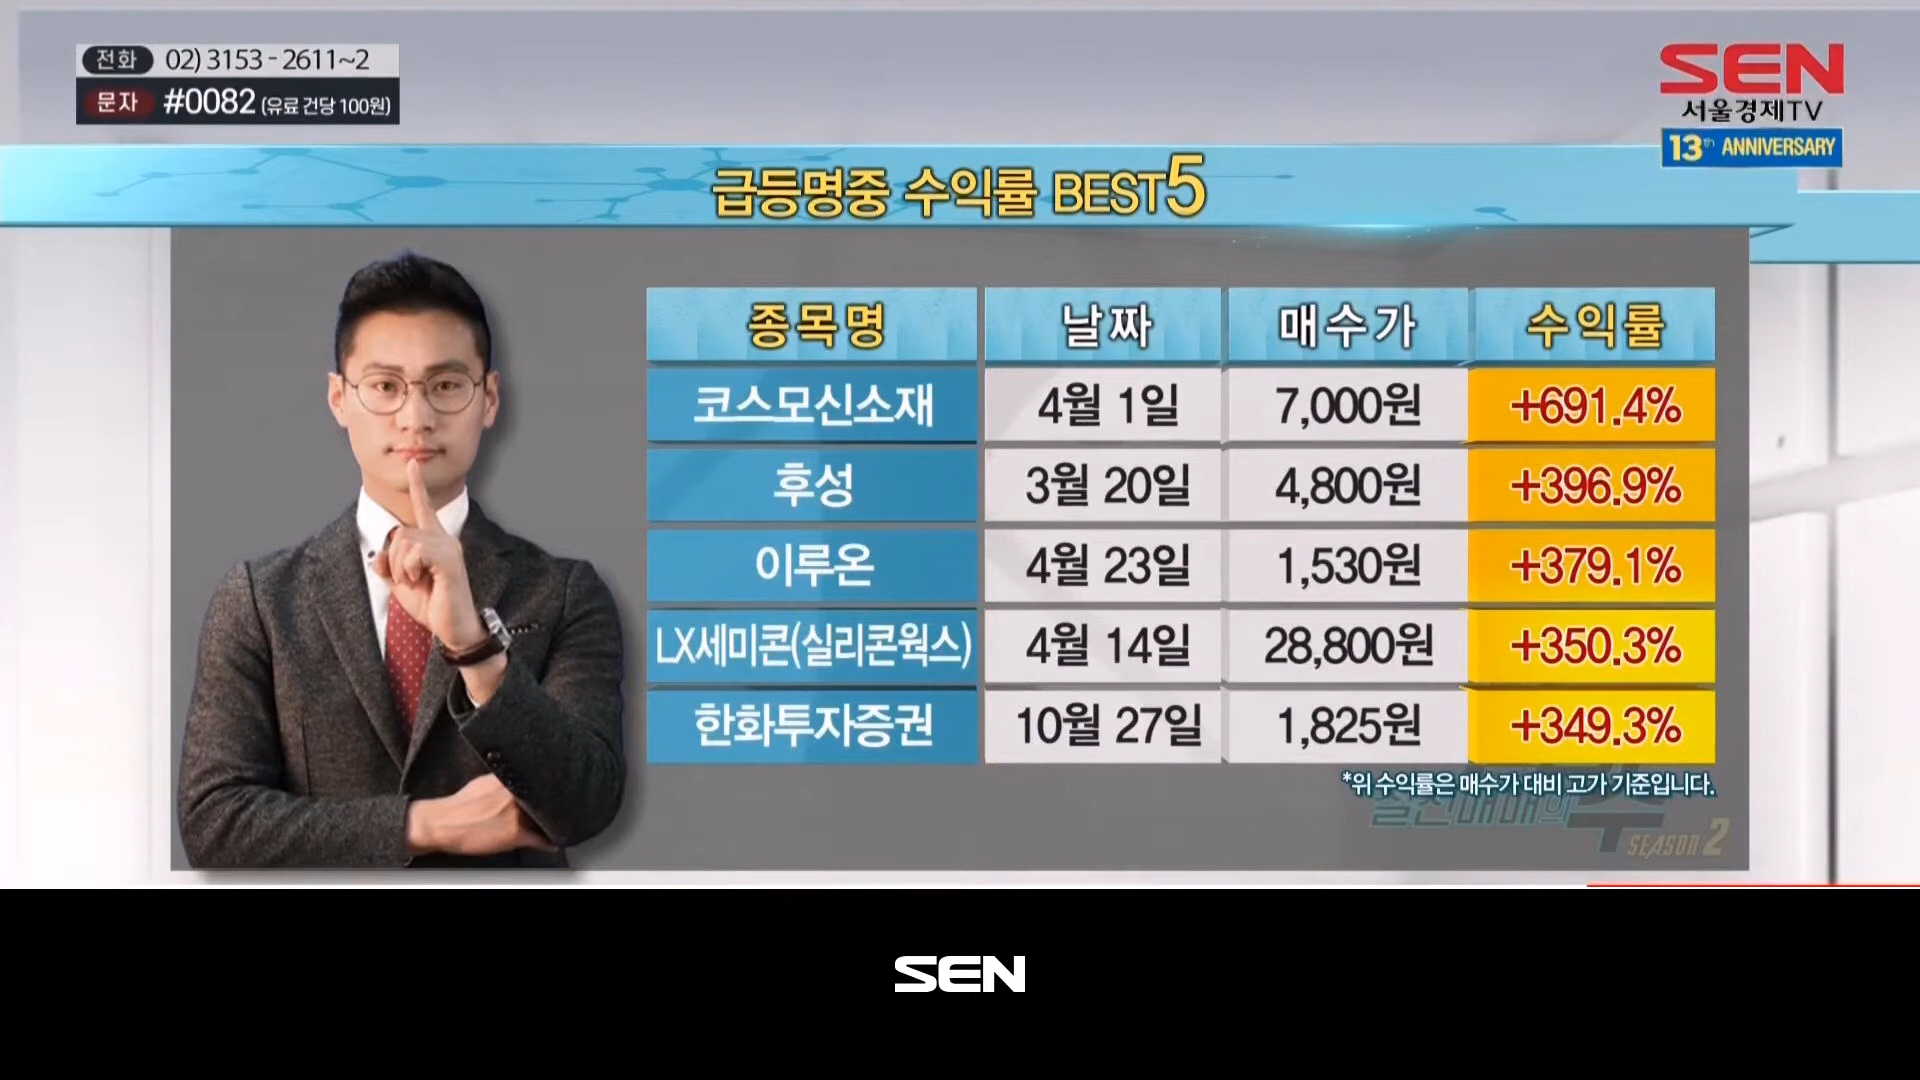 전화 02) 3153 - 2611~2
문자 #0082 (유료 건당 100원)
SEN
서울경제TV
13th ANNIVERSARY
급등명중 수익률 BEST5
종목명 날짜 매수가 수익률
코스모신소재 4월 1일 7,000원 +691.4%
후성 3월 20일 4,800원 +396.9%
이루온 4월 23일 1,530원 +379.1%
LX세미콘(실리콘웍스) 4월 14일 28,800원 +350.3%
한화투자증권 10월 27일 1,825원 +349.3%
*위 수익률은 매수가 대비 고가 기준입니다.
실전매매의 수
SEASON 2
SEN